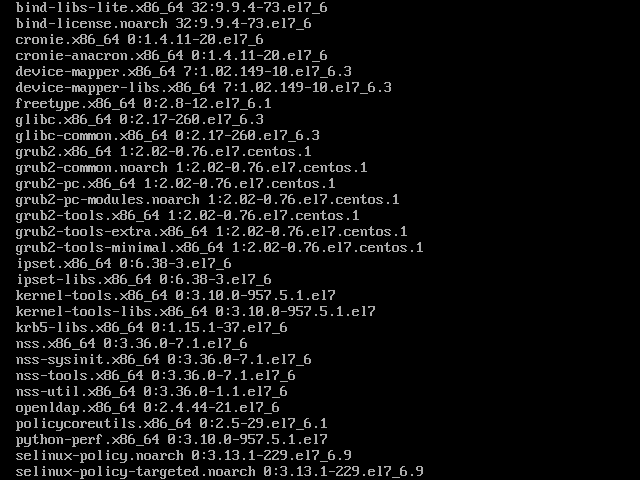 bind-libs-lite.x86_64 32:9.9.4-73.el7_6
bind-license.noarch 32:9.9.4-73.el7_6
cronie.x86_64 0:1.4.11-20.el7_6
cronie-anacron.x86_64 0:1.4.11-20.el7_6
device-mapper.x86_64 7:1.02.149-10.el7_6.3
device-mapper-libs.x86_64 7:1.02.149-10.el7_6.3
freetype.x86_64 0:2.8-12.el7_6.1
glibc.x86_64 0:2.17-260.el7_6.3
glibc-common.x86_64 0:2.17-260.el7_6.3
grub2.x86_64 1:2.02-0.76.el7.centos.1
grub2-common.noarch 1:2.02-0.76.el7.centos.1
grub2-pc.x86_64 1:2.02-0.76.el7.centos.1
grub2-pc-modules.noarch 1:2.02-0.76.el7.centos.1
grub2-tools.x86_64 1:2.02-0.76.el7.centos.1
grub2-tools-extra.x86_64 1:2.02-0.76.el7.centos.1
grub2-tools-minimal.x86_64 1:2.02-0.76.el7.centos.1
ipset.x86_64 0:6.38-3.el7_6
ipset-libs.x86_64 0:6.38-3.el7_6
kernel-tools.x86_64 0:3.10.0-957.5.1.el7
kernel-tools-libs.x86_64 0:3.10.0-957.5.1.el7
krb5-libs.x86_64 0:1.15.1-37.el7_6
nss.x86_64 0:3.36.0-7.1.el7_6
nss-sysinit.x86_64 0:3.36.0-7.1.el7_6
nss-tools.x86_64 0:3.36.0-7.1.el7_6
nss-util.x86_64 0:3.36.0-1.1.el7_6
openldap.x86_64 0:2.4.44-21.el7_6
policycoreutils.x86_64 0:2.5-29.el7_6.1
python-perf.x86_64 0:3.10.0-957.5.1.el7
selinux-policy.noarch 0:3.13.1-229.el7_6.9
selinux-policy-targeted.noarch 0:3.13.1-229.el7_6.9